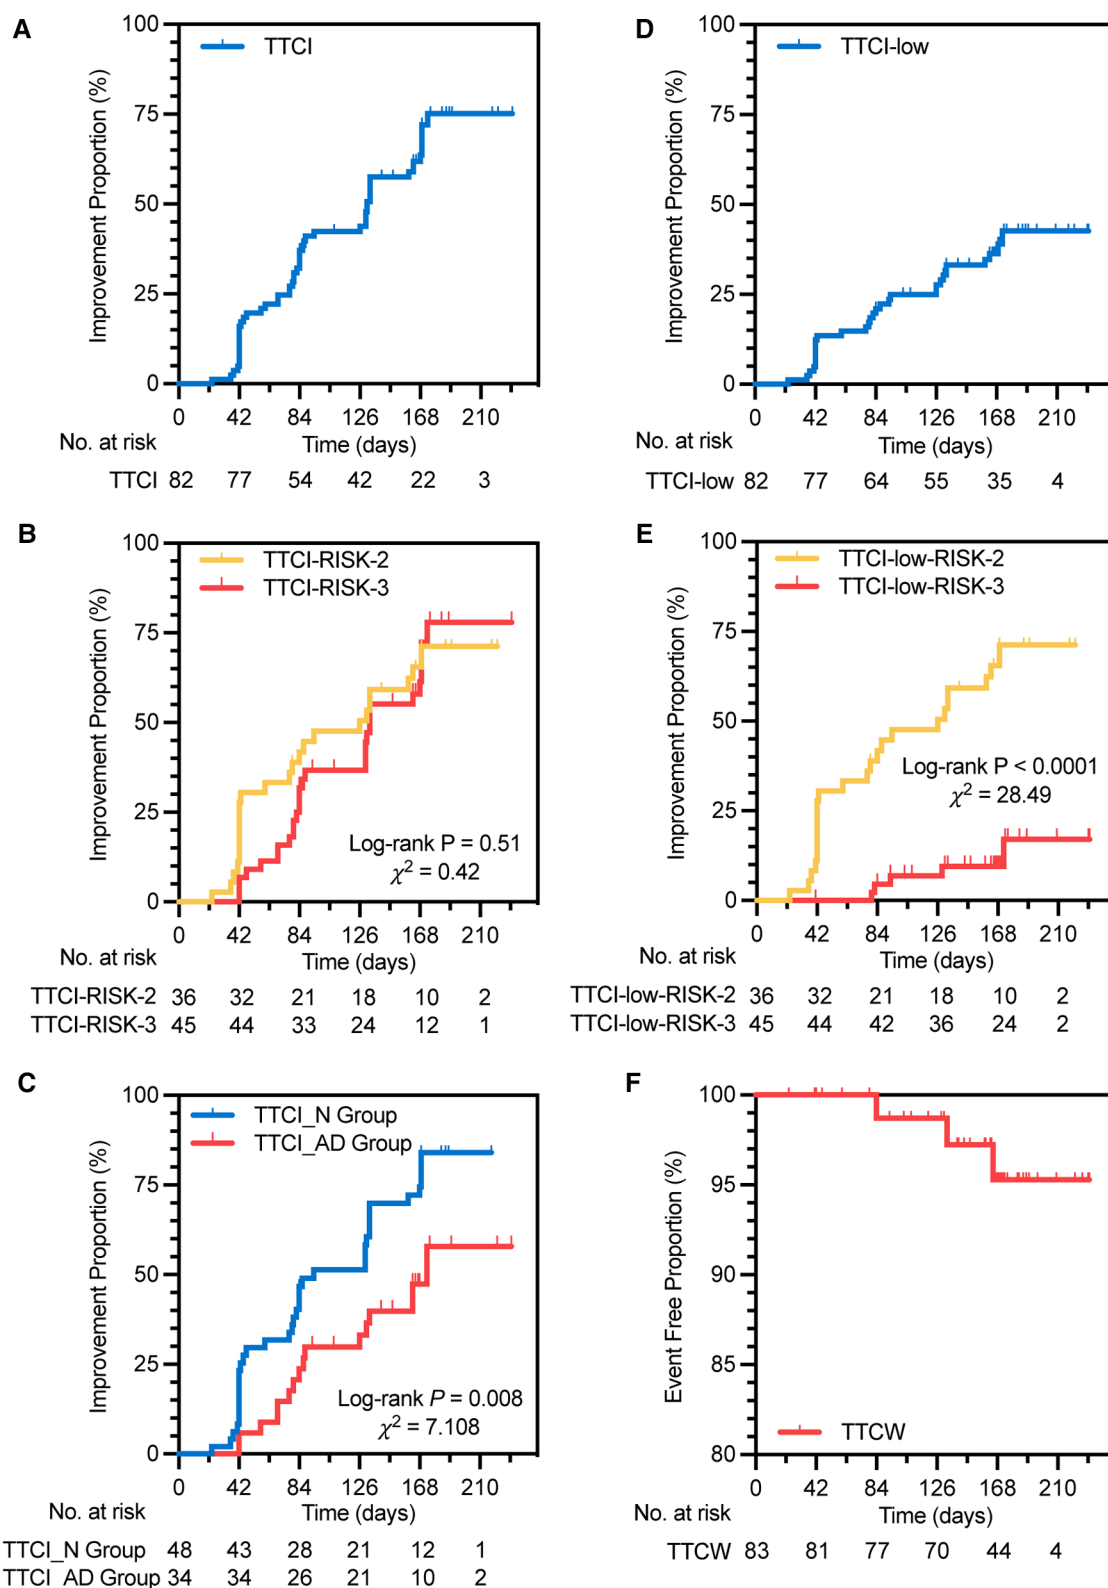 A
TTCI
100
75
50
25
0
Improvement Proportion (%)
0 42 84 126 168 210
Time (days)
No. at risk
TTCI 82 77 54 42 22 3
D
TTCI-low
100
75
50
25
0
Improvement Proportion (%)
0 42 84 126 168 210
Time (days)
No. at risk
TTCI-low 82 77 64 55 35 4
B
TTCI-RISK-2
TTCI-RISK-3
100
75
50
25
0
Improvement Proportion (%)
Log-rank P = 0.51
χ² = 0.42
0 42 84 126 168 210
Time (days)
No. at risk
TTCI-RISK-2 36 32 21 18 10 2
TTCI-RISK-3 45 44 33 24 12 1
E
TTCI-low-RISK-2
TTCI-low-RISK-3
100
75
50
25
0
Improvement Proportion (%)
Log-rank P < 0.0001
χ² = 28.49
0 42 84 126 168 210
Time (days)
No. at risk
TTCI-low-RISK-2 36 32 21 18 10 2
TTCI-low-RISK-3 45 44 42 36 24 2
C
TTCI_N Group
TTCI_AD Group
100
75
50
25
0
Improvement Proportion (%)
Log-rank P = 0.008
χ² = 7.108
0 42 84 126 168 210
Time (days)
No. at risk
TTCI_N Group 48 43 28 21 12 1
TTCI_AD Group 34 34 26 21 10 2
F
100
95
90
85
80
Event Free Proportion (%)
TTCW
0 42 84 126 168 210
Time (days)
No. at risk
TTCW 83 81 77 70 44 4